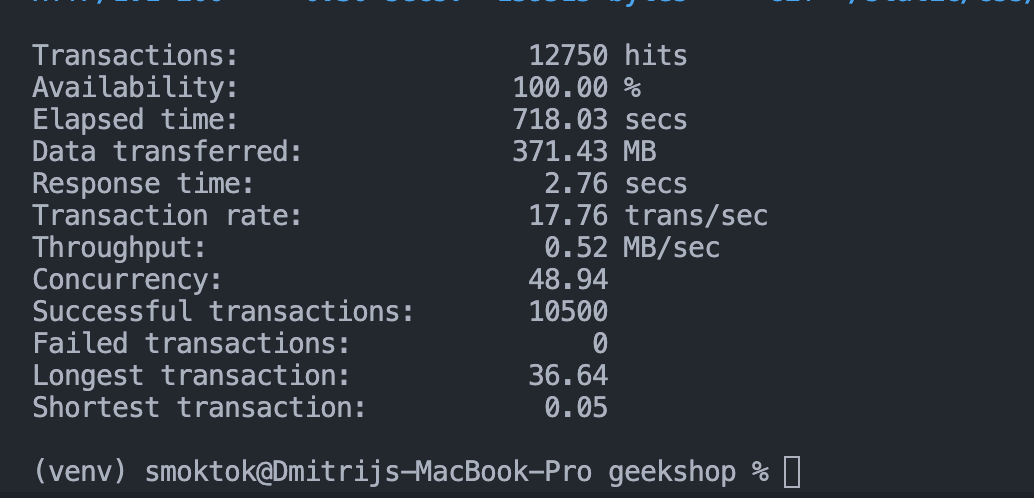 Transactions: 12750 hits
Availability: 100.00 %
Elapsed time: 718.03 secs
Data transferred: 371.43 MB
Response time: 2.76 secs
Transaction rate: 17.76 trans/sec
Throughput: 0.52 MB/sec
Concurrency: 48.94
Successful transactions: 10500
Failed transactions: 0
Longest transaction: 36.64
Shortest transaction: 0.05
(venv) smoktok@Dmitrijs-MacBook-Pro geekshop %